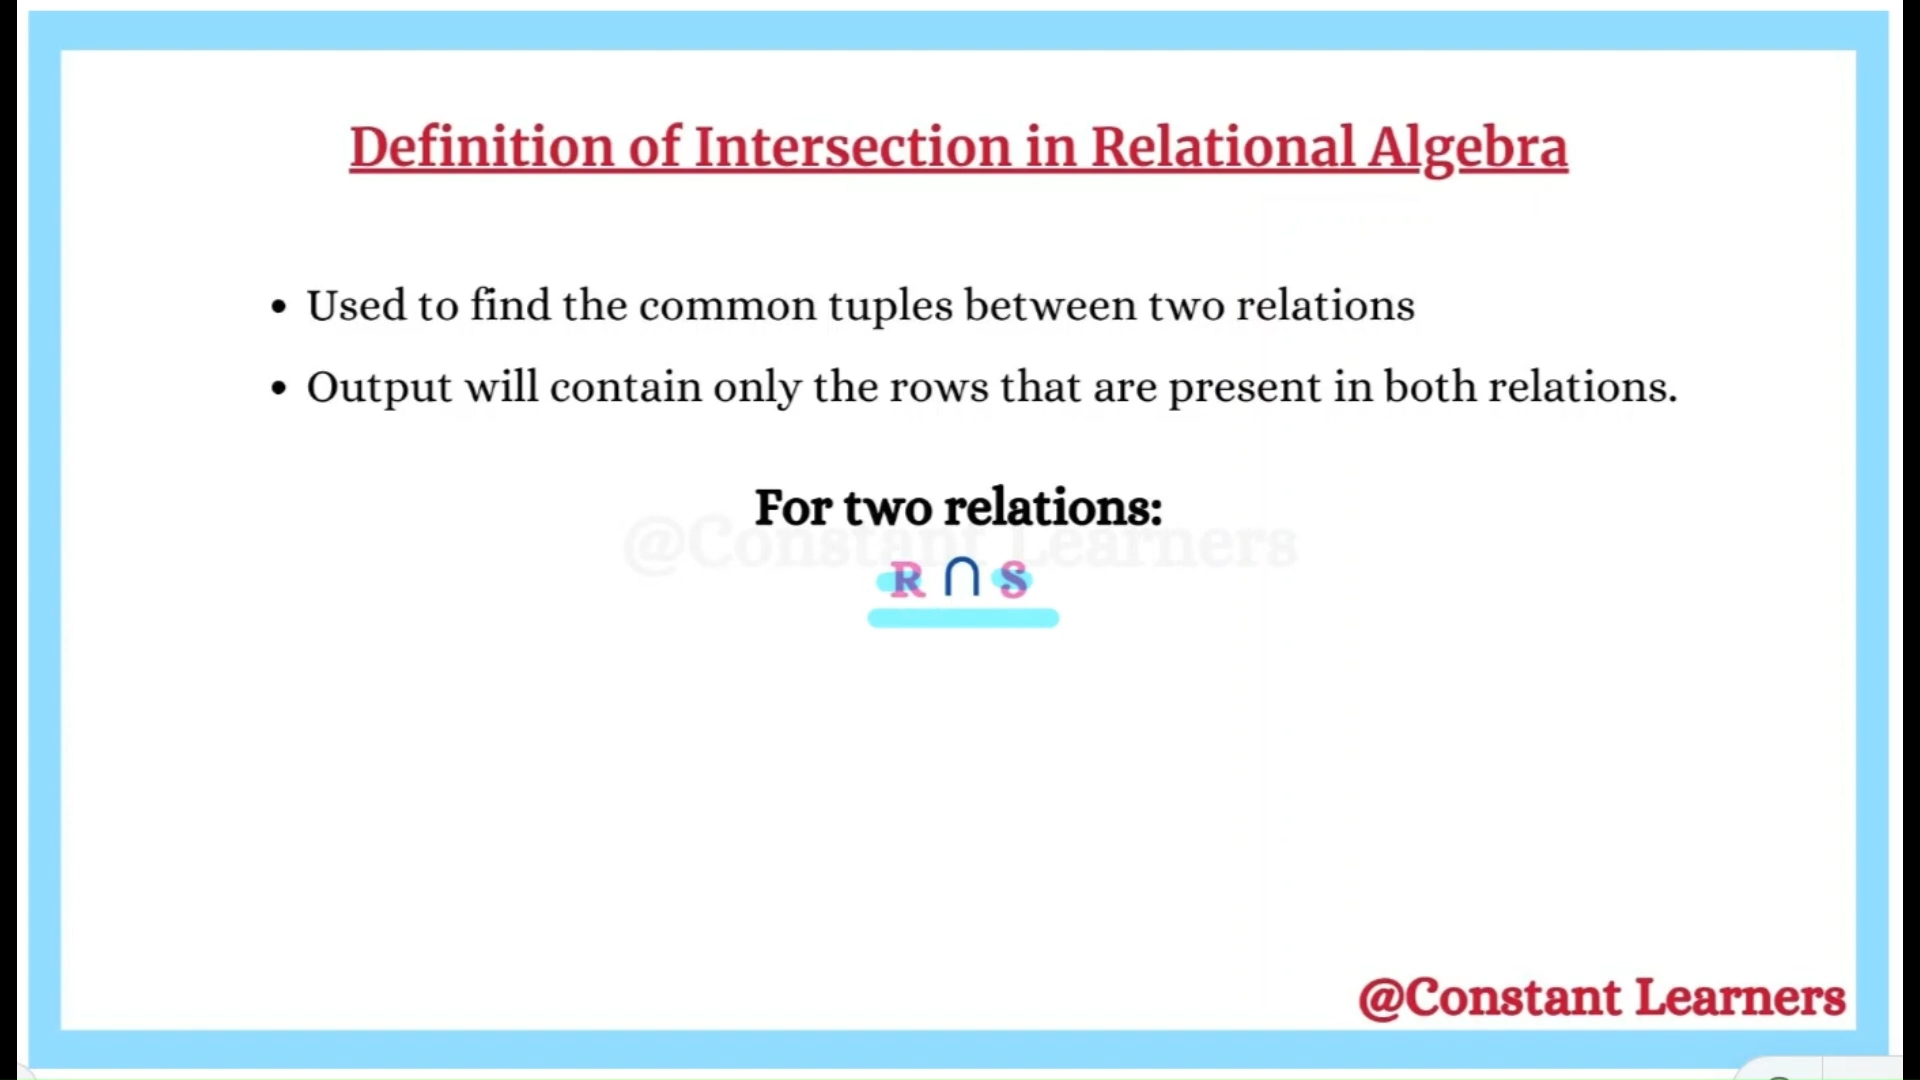 Definition of Intersection in Relational Algebra
• Used to find the common tuples between two relations
• Output will contain only the rows that are present in both relations.
For two relations:
@Constant Learners
R ∩ S
@Constant Learners